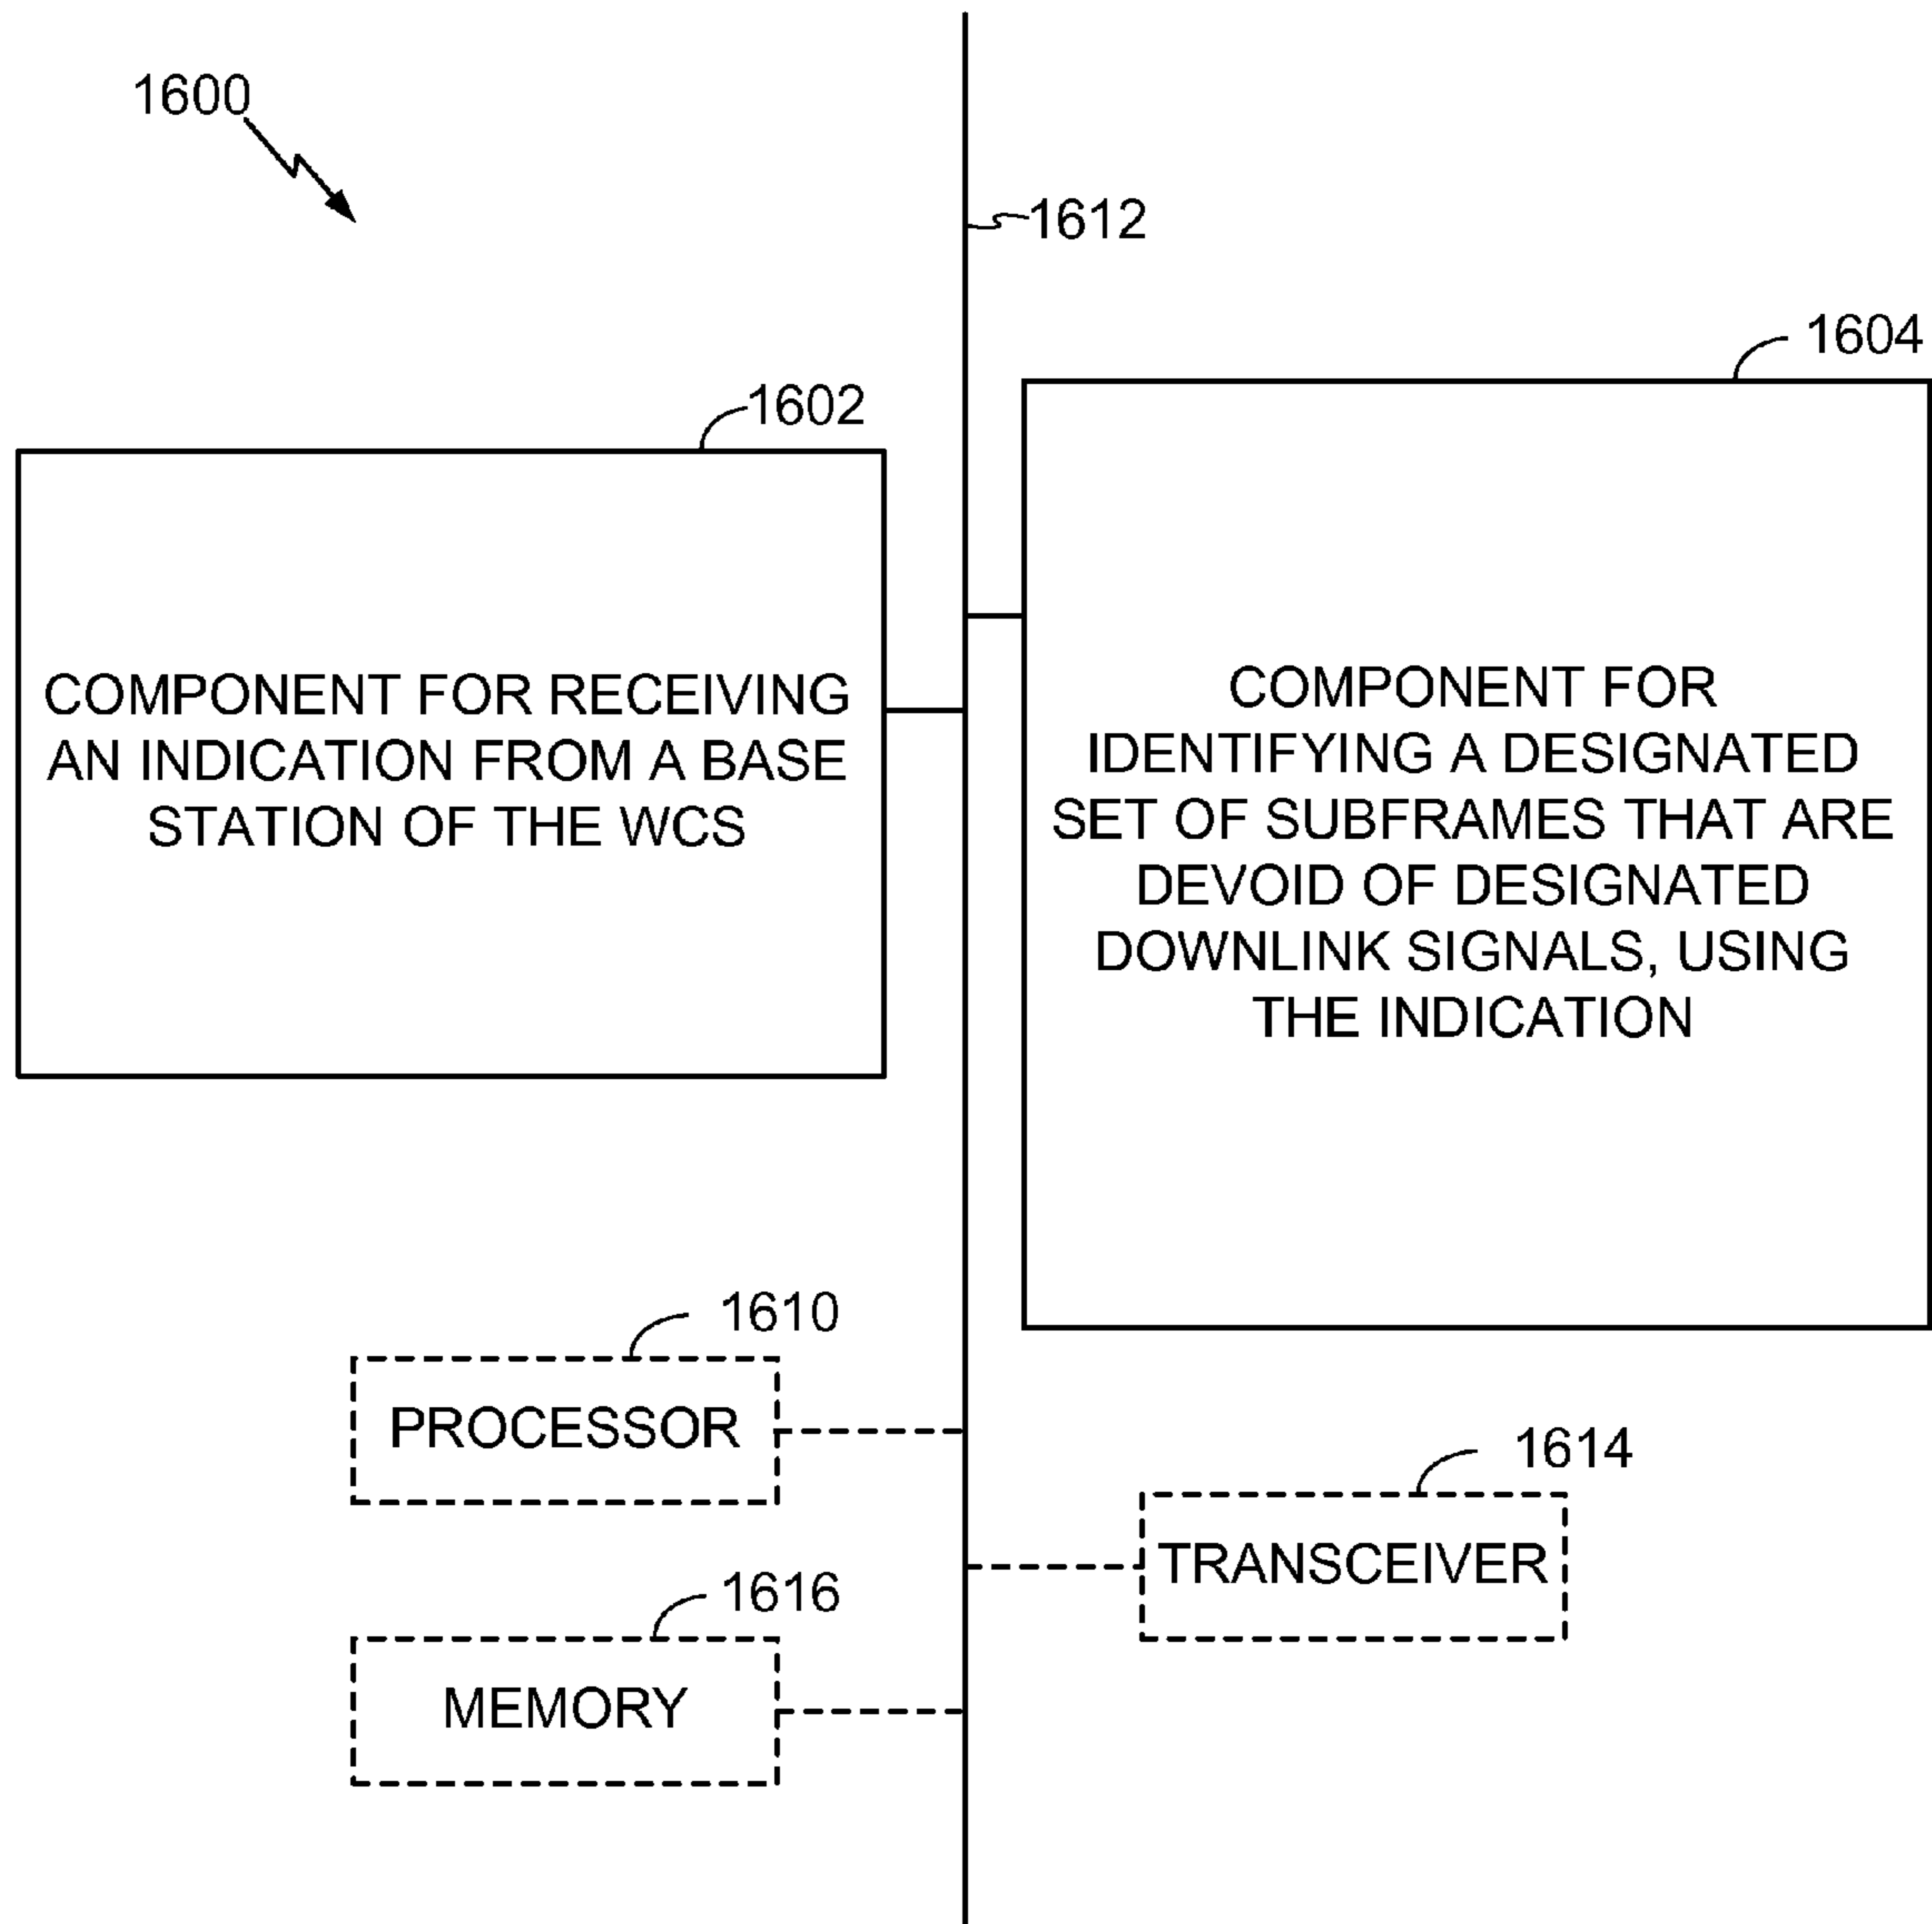 1600
1612
1604
1602
COMPONENT FOR RECEIVING
AN INDICATION FROM A BASE
STATION OF THE WCS
COMPONENT FOR
IDENTIFYING A DESIGNATED
SET OF SUBFRAMES THAT ARE
DEVOID OF DESIGNATED
DOWNLINK SIGNALS, USING
THE INDICATION
1610
PROCESSOR
1614
TRANSCEIVER
1616
MEMORY